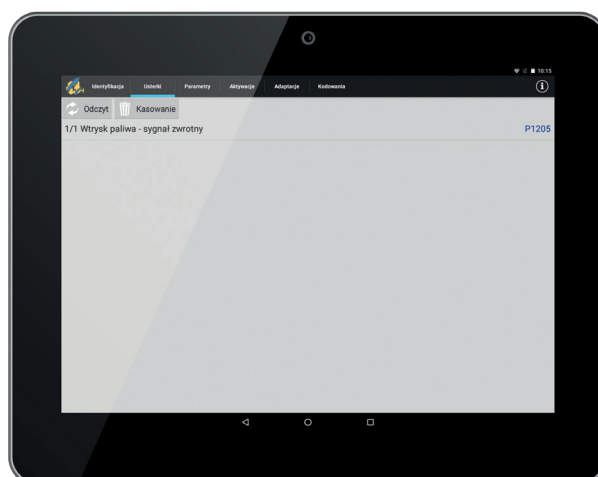 10:15
Identyfikacja Usterki Parametry Aktywacje Adaptacje Kodowania
Odczyt Kasowanie
1/1 Wtrysk paliwa - sygnał zwrotny P1205